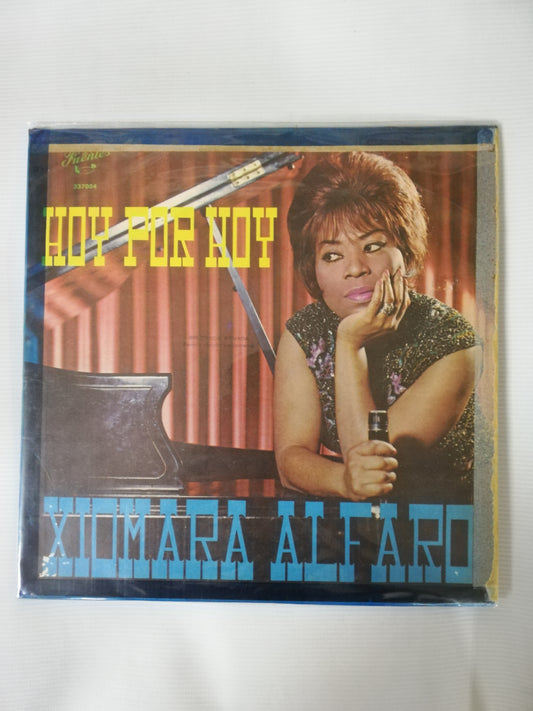 Fuentes
337004
HOY POR HOY
XIOMARA ALFARO